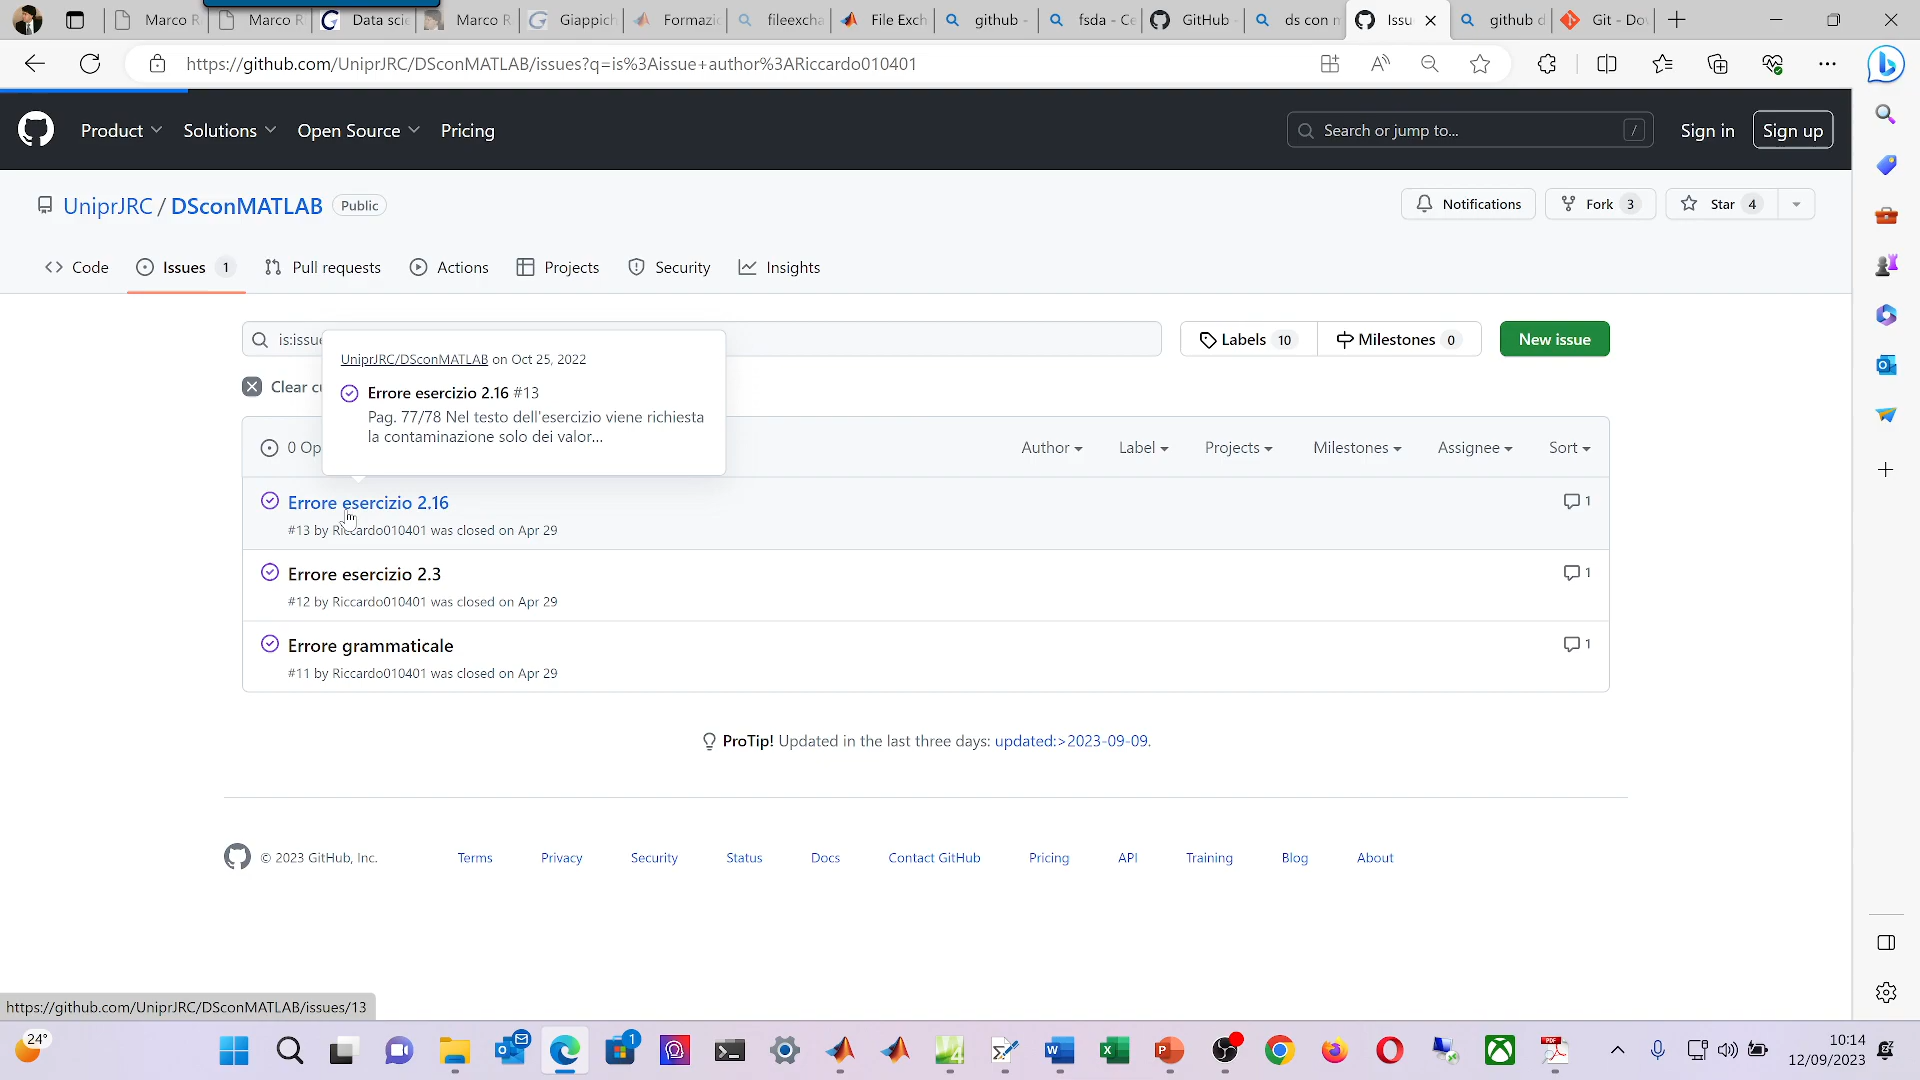 Marco R
Marco R
Data scie
Marco R
Giappich
Formazio
fileexcha
File Exch
github -
fsda - Ce
GitHub
ds con m
Issu
github d
Git - Do
https://github.com/UniprJRC/DSconMATLAB/issues?q=is%3Aissue+author%3ARiccardo010401
Product
Solutions
Open Source
Pricing
Search or jump to...
/
Sign in
Sign up
UniprJRC / DSconMATLAB Public
Notifications
Fork 3
Star 4
Code
Issues 1
Pull requests
Actions
Projects
Security
Insights
is:issue
Labels 10
Milestones 0
New issue
UniprJRC/DSconMATLAB on Oct 25, 2022
Errore esercizio 2.16 #13
Pag. 77/78 Nel testo dell'esercizio viene richiesta
la contaminazione solo dei valor...
Clear cu
0 Op
Author
Label
Projects
Milestones
Assignee
Sort
Errore esercizio 2.16
1
#13 by Riccardo010401 was closed on Apr 29
Errore esercizio 2.3
1
#12 by Riccardo010401 was closed on Apr 29
Errore grammaticale
1
#11 by Riccardo010401 was closed on Apr 29
ProTip! Updated in the last three days: updated:>2023-09-09.
© 2023 GitHub, Inc.
Terms
Privacy
Security
Status
Docs
Contact GitHub
Pricing
API
Training
Blog
About
https://github.com/UniprJRC/DSconMATLAB/issues/13
24°
1
10:14
12/09/2023